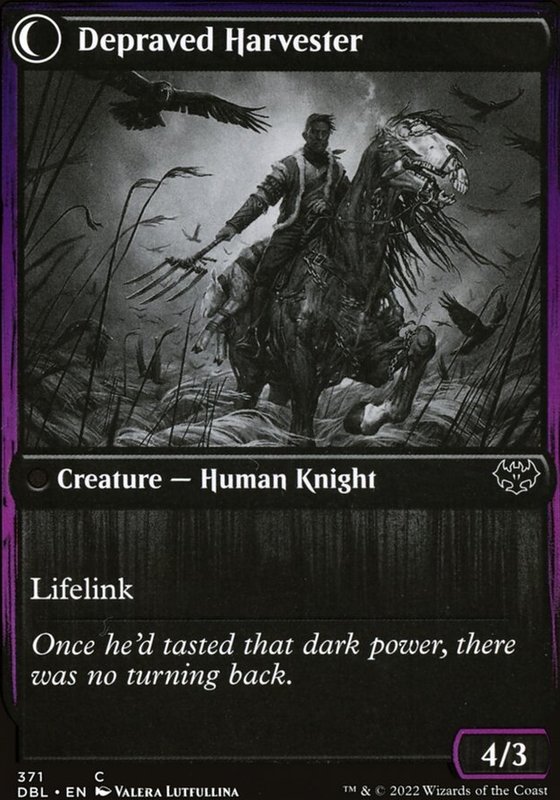 Depraved Harvester
Creature — Human Knight
Lifelink
Once he'd tasted that dark power, there
was no turning back.
4/3
371 C
DBL • EN Valera Lutfullina
™ & © 2022 Wizards of the Coast